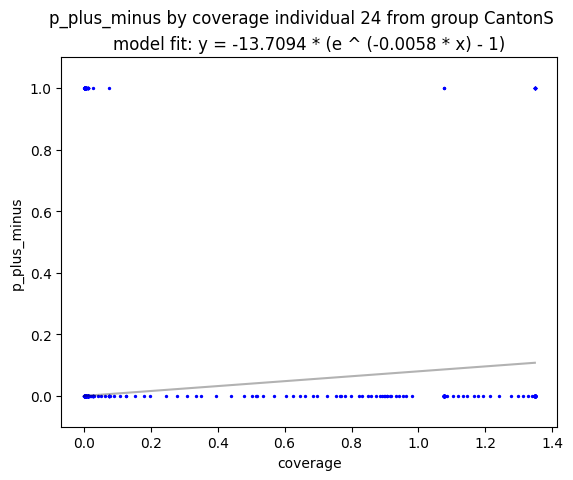 p_plus_minus by coverage individual 24 from group CantonS
model fit: y = -13.7094 * (e ^ (-0.0058 * x) - 1)
1.0
0.8
0.6
0.4
0.2
0.0
p_plus_minus
0.0 0.2 0.4 0.6 0.8 1.0 1.2 1.4
coverage